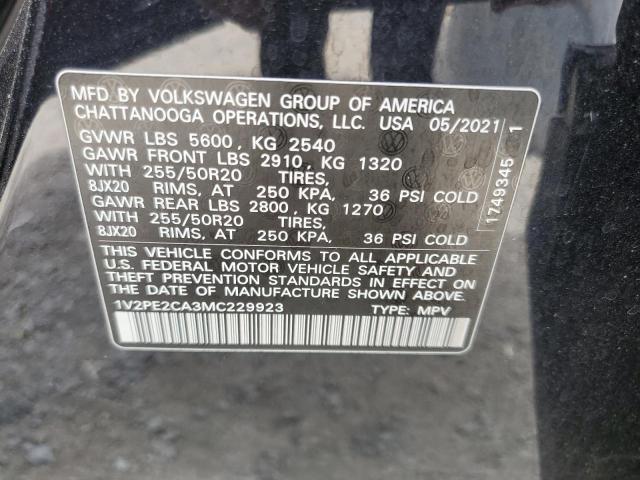 MFD BY VOLKSWAGEN GROUP OF AMERICA
CHATTANOOGA OPERATIONS, LLC. USA 05/2021
GVWR LBS 5600, KG 2540
GAWR FRONT LBS 2910, KG 1320
WITH 255/50R20 TIRES,
8JX20 RIMS, AT 250 KPA, 36 PSI COLD
GAWR REAR LBS 2800, KG 1270
WITH 255/50R20 TIRES,
8JX20 RIMS, AT 250 KPA, 36 PSI COLD
THIS VEHICLE CONFORMS TO ALL APPLICABLE
U.S. FEDERAL MOTOR VEHICLE SAFETY AND
THEFT PREVENTION STANDARDS IN EFFECT ON
DATE OF MANUFACTURE SHOWN ABOVE.
1V2PE2CA3MC229923 TYPE: MPV
1749345 1